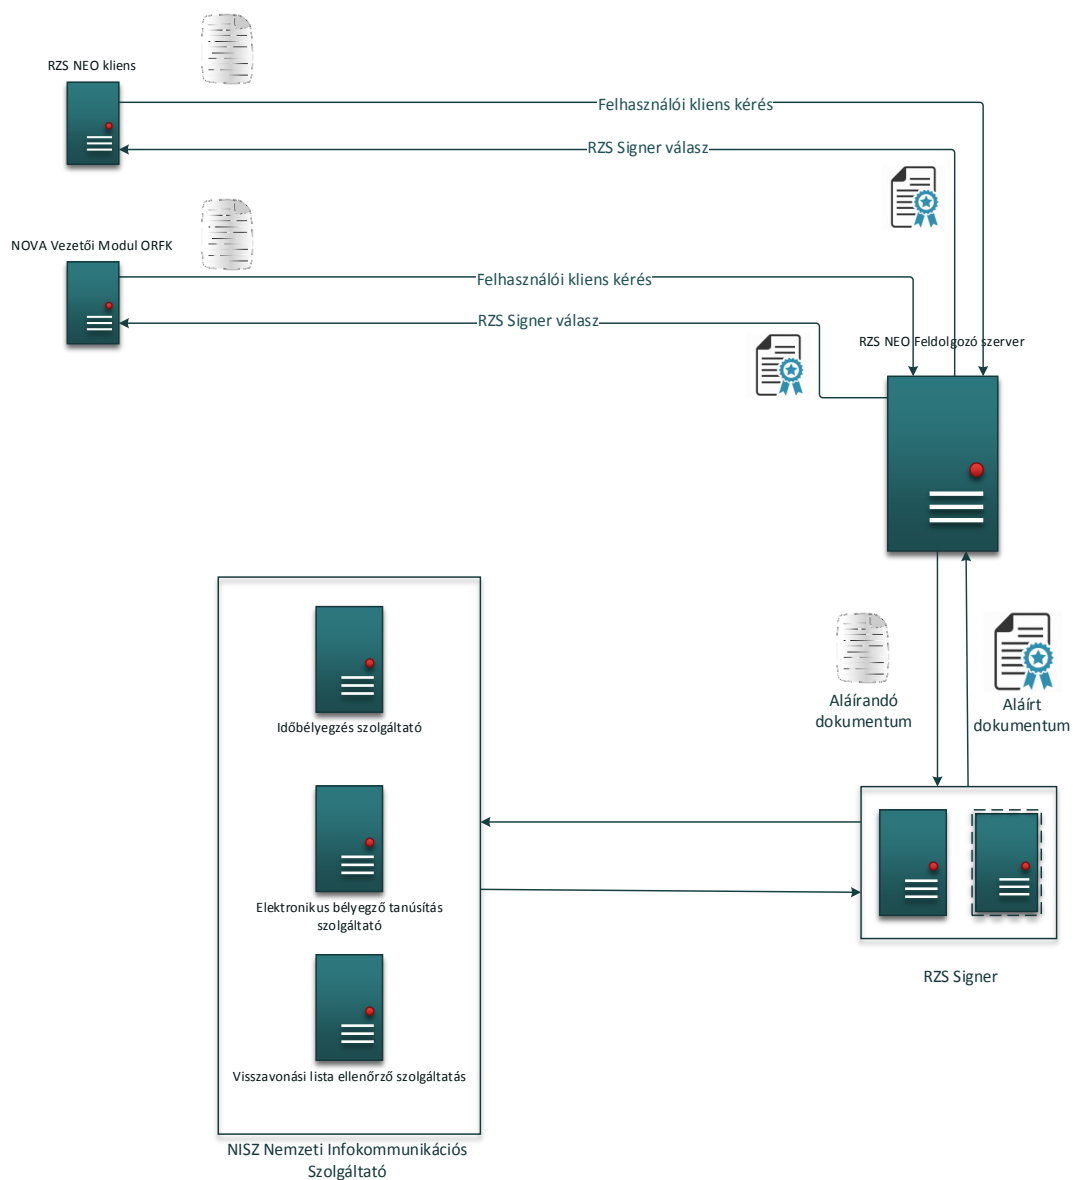 RZS NEO kliens
Felhasználói kliens kérés
RZS Signer válasz
NOVA Vezetői Modul ORFK
Felhasználói kliens kérés
RZS Signer válasz
RZS NEO Feldolgozó szerver
Időbélyegzés szolgáltató
Aláírandó
dokumentum
Aláírt
dokumentum
Elektronikus bélyegző tanúsítás
szolgáltató
RZS Signer
Visszavonási lista ellenőrző szolgáltatás
NISZ Nemzeti Infokommunikációs
Szolgáltató